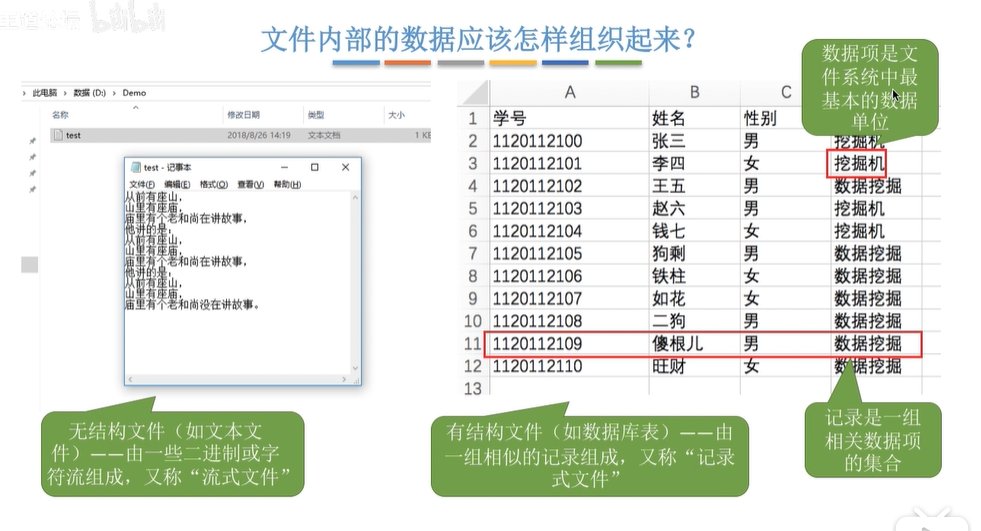 bilibili
文件内部的数据应该怎样组织起来？
数据项是文
件系统中最
基本的数据
单位
› 此电脑 › 数据 (D:) › Demo
名称 修改日期 类型 大小
test 2018/8/26 14:19 文本文档 1 KB
test - 记事本
文件(F) 编辑(E) 格式(O) 查看(V) 帮助(H)
从前有座山，
山里有座庙，
庙里有个老和尚在讲故事，
他讲的是，
从前有座山，
山里有座庙，
庙里有个老和尚在讲故事，
他讲的是，
从前有座山，
山里有座庙，
庙里有个老和尚没在讲故事。
A B C
1 学号 姓名 性别
2 1120112100 张三 男 挖掘机
3 1120112101 李四 女 挖掘机
4 1120112102 王五 男 数据挖掘
5 1120112103 赵六 男 挖掘机
6 1120112104 钱七 女 挖掘机
7 1120112105 狗剩 男 数据挖掘
8 1120112106 铁柱 女 数据挖掘
9 1120112107 如花 女 数据挖掘
10 1120112108 二狗 男 数据挖掘
11 1120112109 傻根儿 男 数据挖掘
12 1120112110 旺财 女 数据挖掘
13
无结构文件（如文本文
件）——由一些二进制或字
符流组成，又称“流式文件”
有结构文件（如数据库表）——由
一组相似的记录组成，又称“记录
式文件”
记录是一组
相关数据项
的集合